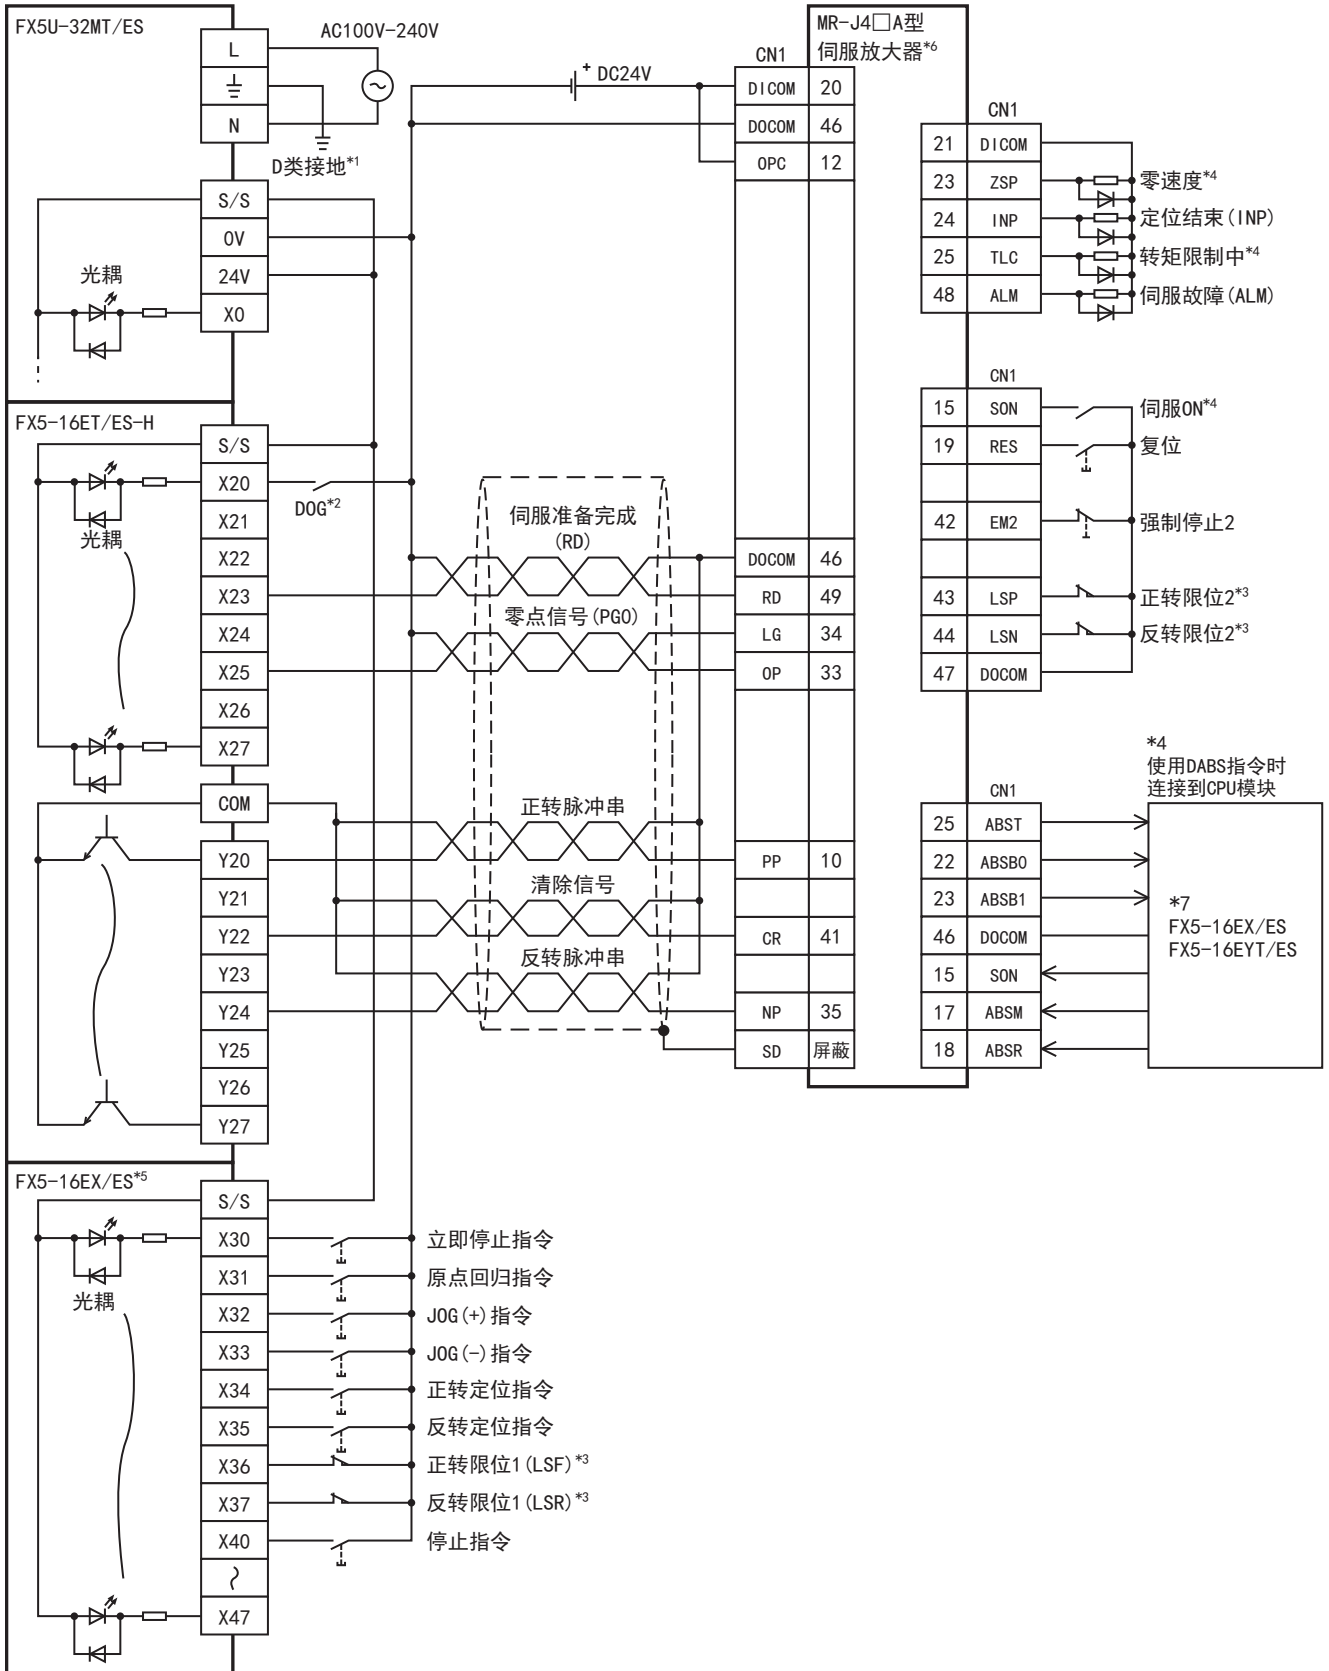 FX5U-32MT/ES
L
N
AC100V-240V
D类接地*1
S/S
0V
24V
X0
光耦
FX5-16ET/ES-H
S/S
X20
X21
X22
X23
X24
X25
X26
X27
光耦
DOG*2
COM
Y20
Y21
Y22
Y23
Y24
Y25
Y26
Y27
FX5-16EX/ES*5
S/S
X30 立即停止指令
X31 原点回归指令
X32 JOG(+)指令
X33 JOG(-)指令
X34 正转定位指令
X35 反转定位指令
X36 正转限位1(LSF)*3
X37 反转限位1(LSR)*3
X40 停止指令
X47
光耦
+ DC24V
伺服准备完成
(RD)
零点信号(PG0)
正转脉冲串
清除信号
反转脉冲串
MR-J4□A型
伺服放大器*6
CN1
DICOM 20
DOCOM 46
OPC 12
DOCOM 46
RD 49
LG 34
OP 33
PP 10
CR 41
NP 35
SD 屏蔽
CN1
21 DICOM
23 ZSP 零速度*4
24 INP 定位结束(INP)
25 TLC 转矩限制中*4
48 ALM 伺服故障(ALM)
CN1
15 SON 伺服ON*4
19 RES 复位
42 EM2 强制停止2
43 LSP 正转限位2*3
44 LSN 反转限位2*3
47 DOCOM
*4
使用DABS指令时
连接到CPU模块
CN1
25 ABST
22 ABSB0
23 ABSB1
46 DOCOM
15 SON
17 ABSM
18 ABSR
*7
FX5-16EX/ES
FX5-16EYT/ES